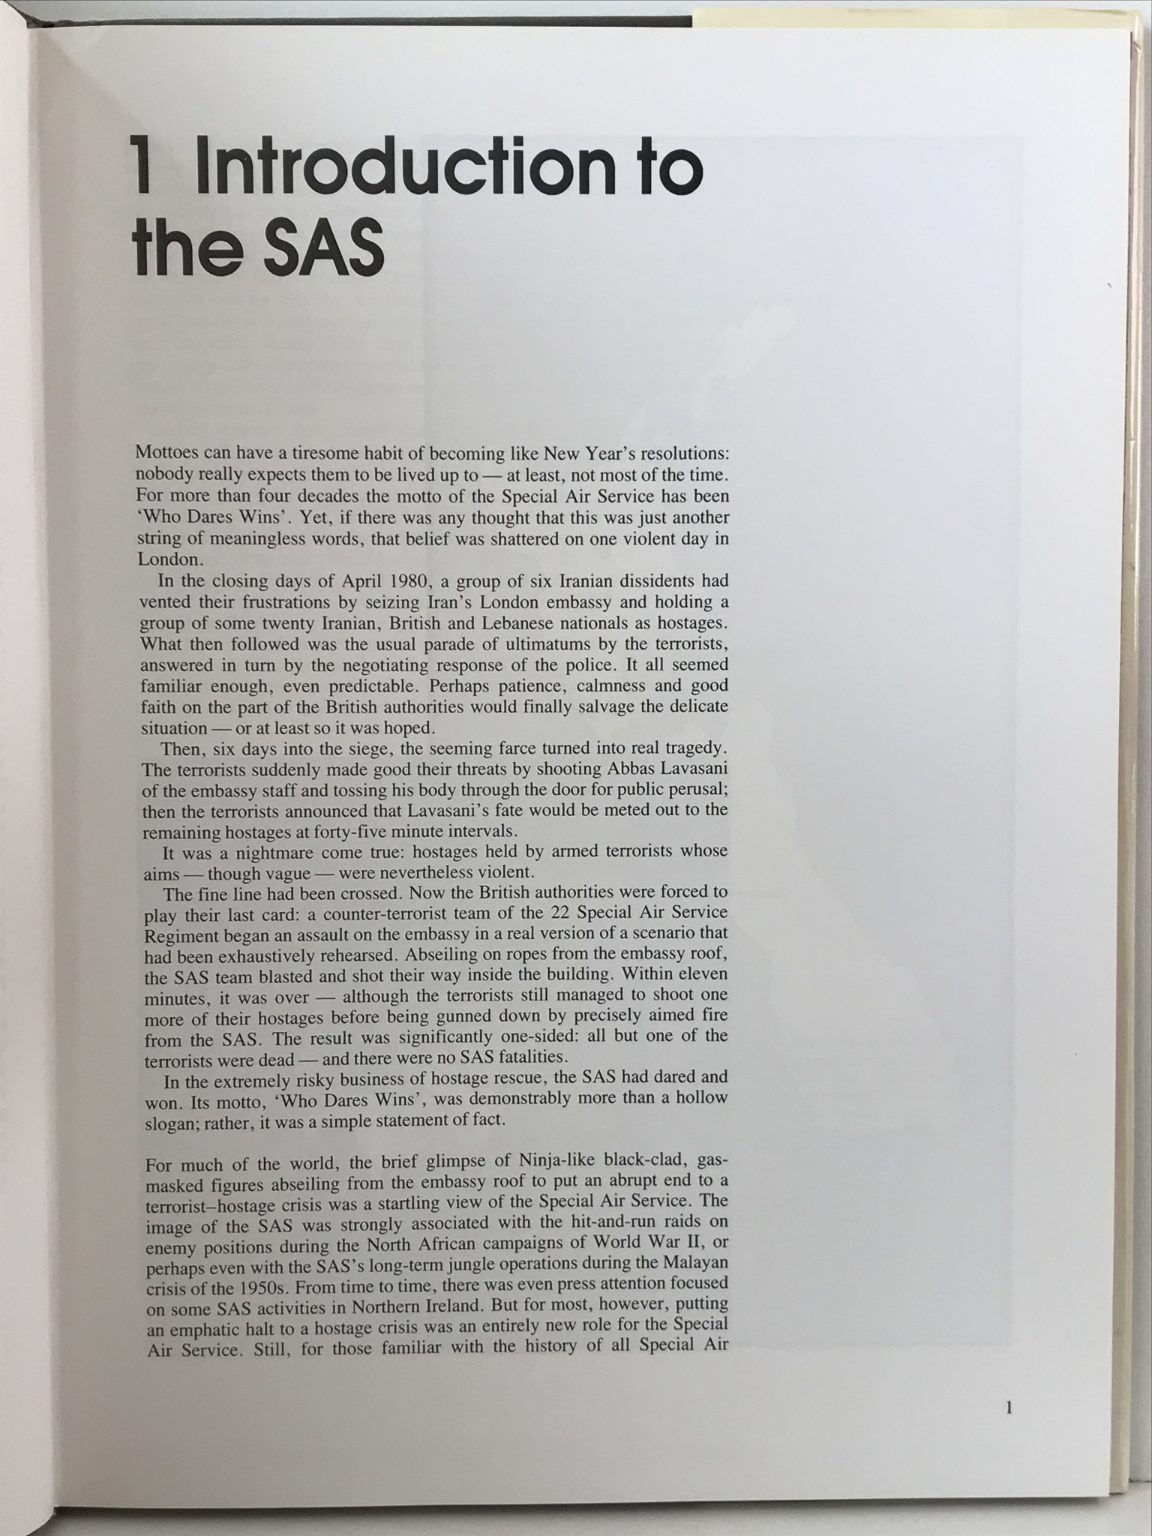 1 Introduction to
the SAS
Mottoes can have a tiresome habit of becoming like New Year's resolutions:
nobody really expects them to be lived up to — at least, not most of the time.
For more than four decades the motto of the Special Air Service has been
‘Who Dares Wins’. Yet, if there was any thought that this was just another
string of meaningless words, that belief was shattered on one violent day in
London.
In the closing days of April 1980, a group of six Iranian dissidents had
vented their frustrations by seizing Iran's London embassy and holding a
group of some twenty Iranian, British and Lebanese nationals as hostages.
What then followed was the usual parade of ultimatums by the terrorists,
answered in turn by the negotiating response of the police. It all seemed
familiar enough, even predictable. Perhaps patience, calmness and good
faith on the part of the British authorities would finally salvage the delicate
situation — or at least so it was hoped.
Then, six days into the siege, the seeming farce turned into real tragedy.
The terrorists suddenly made good their threats by shooting Abbas Lavasani
of the embassy staff and tossing his body through the door for public perusal;
then the terrorists announced that Lavasani's fate would be meted out to the
remaining hostages at forty-five minute intervals.
It was a nightmare come true: hostages held by armed terrorists whose
aims — though vague — were nevertheless violent.
The fine line had been crossed. Now the British authorities were forced to
play their last card: a counter-terrorist team of the 22 Special Air Service
Regiment began an assault on the embassy in a real version of a scenario that
had been exhaustively rehearsed. Abseiling on ropes from the embassy roof,
the SAS team blasted and shot their way inside the building. Within eleven
minutes, it was over — although the terrorists still managed to shoot one
more of their hostages before being gunned down by precisely aimed fire
from the SAS. The result was significantly one-sided: all but one of the
terrorists were dead — and there were no SAS fatalities.
In the extremely risky business of hostage rescue, the SAS had dared and
won. Its motto, ‘Who Dares Wins’, was demonstrably more than a hollow
slogan; rather, it was a simple statement of fact.
For much of the world, the brief glimpse of Ninja-like black-clad, gas-
masked figures abseiling from the embassy roof to put an abrupt end to a
terrorist–hostage crisis was a startling view of the Special Air Service. The
image of the SAS was strongly associated with the hit-and-run raids on
enemy positions during the North African campaigns of World War II, or
perhaps even with the SAS's long-term jungle operations during the Malayan
crisis of the 1950s. From time to time, there was even press attention focused
on some SAS activities in Northern Ireland. But for most, however, putting
an emphatic halt to a hostage crisis was an entirely new role for the Special
Air Service. Still, for those familiar with the history of all Special Air
1